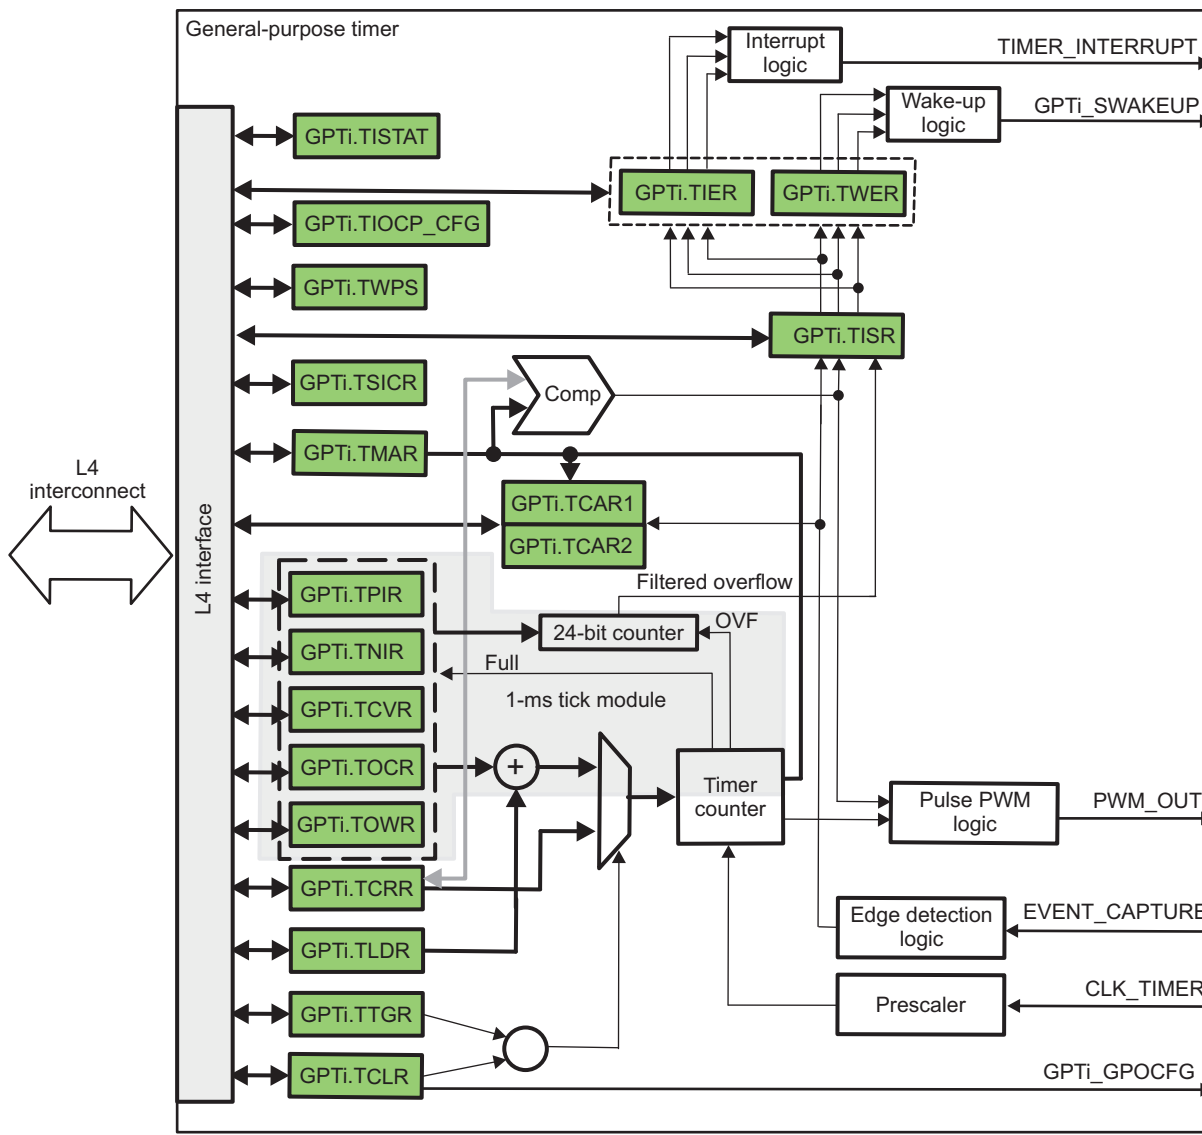 General-purpose timer
Interrupt
logic
TIMER_INTERRUPT
Wake-up
logic
GPTi_SWAKEUP
GPTi.TISTAT
GPTi.TIER
GPTi.TWER
GPTi.TIOCP_CFG
GPTi.TWPS
GPTi.TISR
GPTi.TSICR
Comp
GPTi.TMAR
L4
interconnect
GPTi.TCAR1
GPTi.TCAR2
L4 interface
Filtered overflow
GPTi.TPIR
24-bit counter
OVF
GPTi.TNIR
Full
1-ms tick module
GPTi.TCVR
GPTi.TOCR
+
Timer
counter
Pulse PWM
logic
PWM_OUT
GPTi.TOWR
GPTi.TCRR
Edge detection
logic
EVENT_CAPTURE
GPTi.TLDR
Prescaler
CLK_TIMER
GPTi.TTGR
GPTi.TCLR
GPTi_GPOCFG